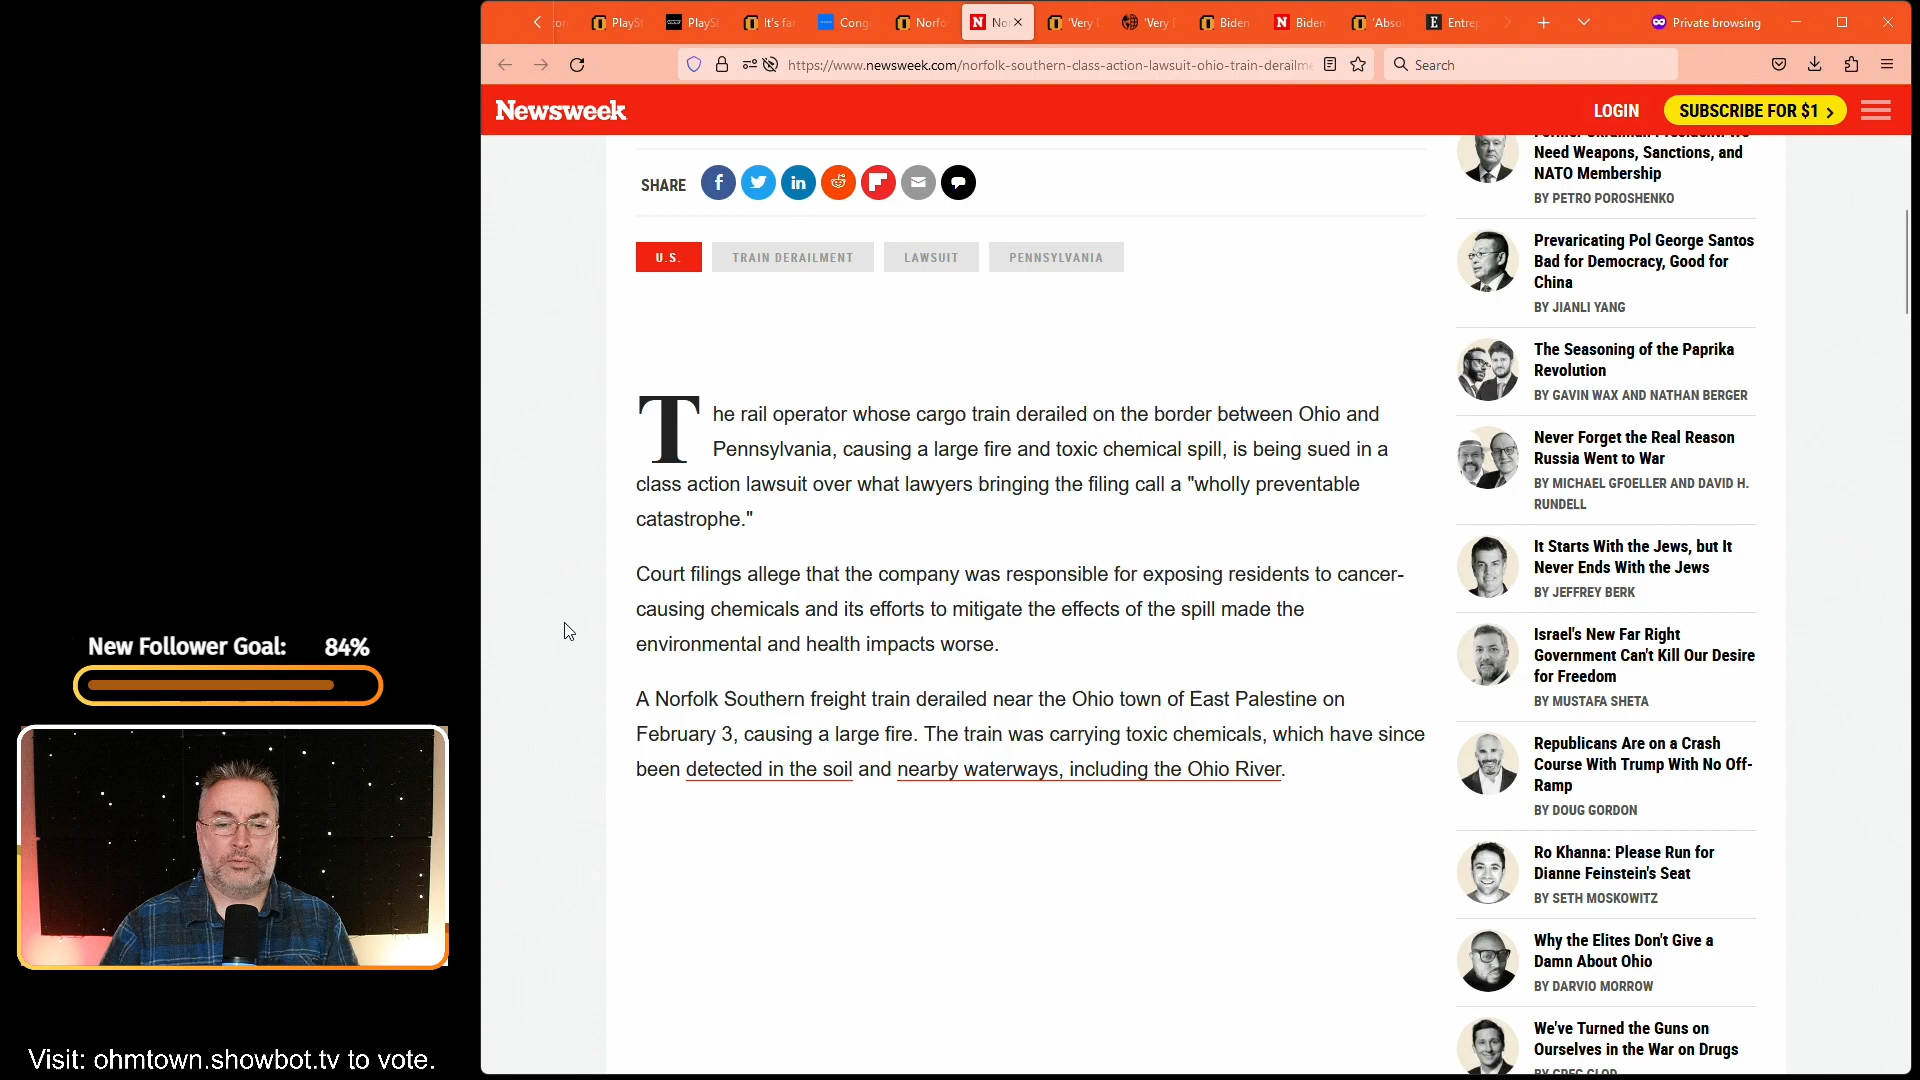 PlaySt
PlaySt
It's fa
Cong
Norfo
No
'Very
'Very
Biden
Biden
'Abso
Entrep
Private browsing
https://www.newsweek.com/norfolk-southern-class-action-lawsuit-ohio-train-derailme
Search
Newsweek
LOGIN
SUBSCRIBE FOR $1 >
SHARE
U.S.
TRAIN DERAILMENT
LAWSUIT
PENNSYLVANIA
The rail operator whose cargo train derailed on the border between Ohio and
Pennsylvania, causing a large fire and toxic chemical spill, is being sued in a
class action lawsuit over what lawyers bringing the filing call a "wholly preventable
catastrophe."
Court filings allege that the company was responsible for exposing residents to cancer-
causing chemicals and its efforts to mitigate the effects of the spill made the
environmental and health impacts worse.
A Norfolk Southern freight train derailed near the Ohio town of East Palestine on
February 3, causing a large fire. The train was carrying toxic chemicals, which have since
been detected in the soil and nearby waterways, including the Ohio River.
Need Weapons, Sanctions, and
NATO Membership
BY PETRO POROSHENKO
Prevaricating Pol George Santos
Bad for Democracy, Good for
China
BY JIANLI YANG
The Seasoning of the Paprika
Revolution
BY GAVIN WAX AND NATHAN BERGER
Never Forget the Real Reason
Russia Went to War
BY MICHAEL GFOELLER AND DAVID H.
RUNDELL
It Starts With the Jews, but It
Never Ends With the Jews
BY JEFFREY BERK
Israel's New Far Right
Government Can't Kill Our Desire
for Freedom
BY MUSTAFA SHETA
Republicans Are on a Crash
Course With Trump With No Off-
Ramp
BY DOUG GORDON
Ro Khanna: Please Run for
Dianne Feinstein's Seat
BY SETH MOSKOWITZ
Why the Elites Don't Give a
Damn About Ohio
BY DARVIO MORROW
We've Turned the Guns on
Ourselves in the War on Drugs
New Follower Goal: 84%
Visit: ohmtown.showbot.tv to vote.